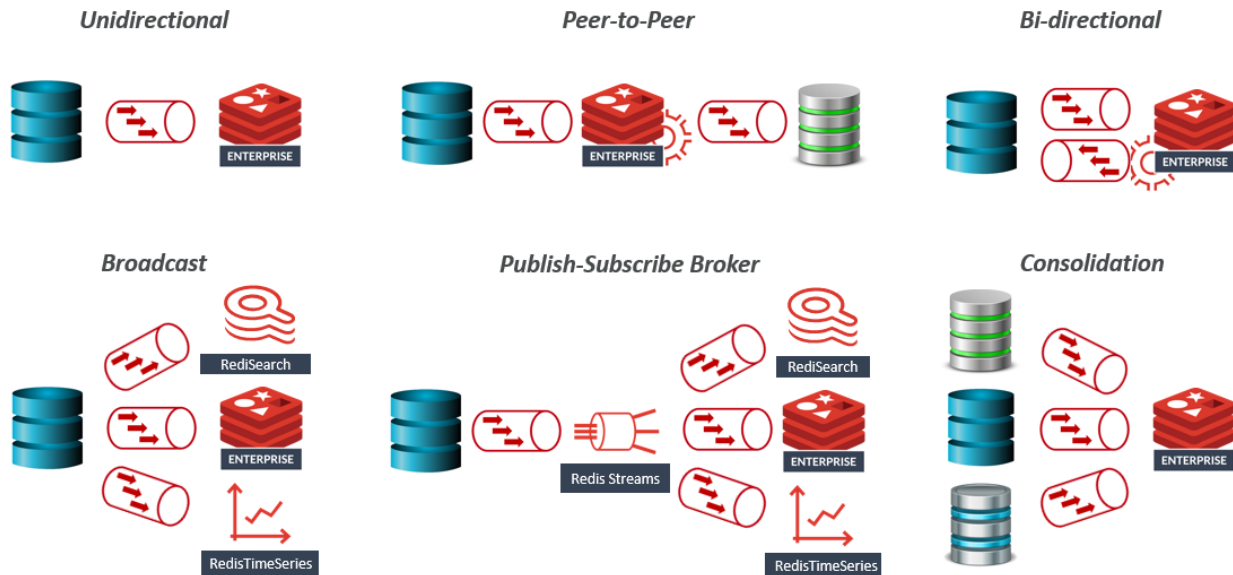 Unidirectional
Peer-to-Peer
Bi-directional
ENTERPRISE
ENTERPRISE
ENTERPRISE
Broadcast
Publish-Subscribe Broker
Consolidation
RediSearch
RediSearch
ENTERPRISE
Redis Streams
ENTERPRISE
ENTERPRISE
RedisTimeSeries
RedisTimeSeries